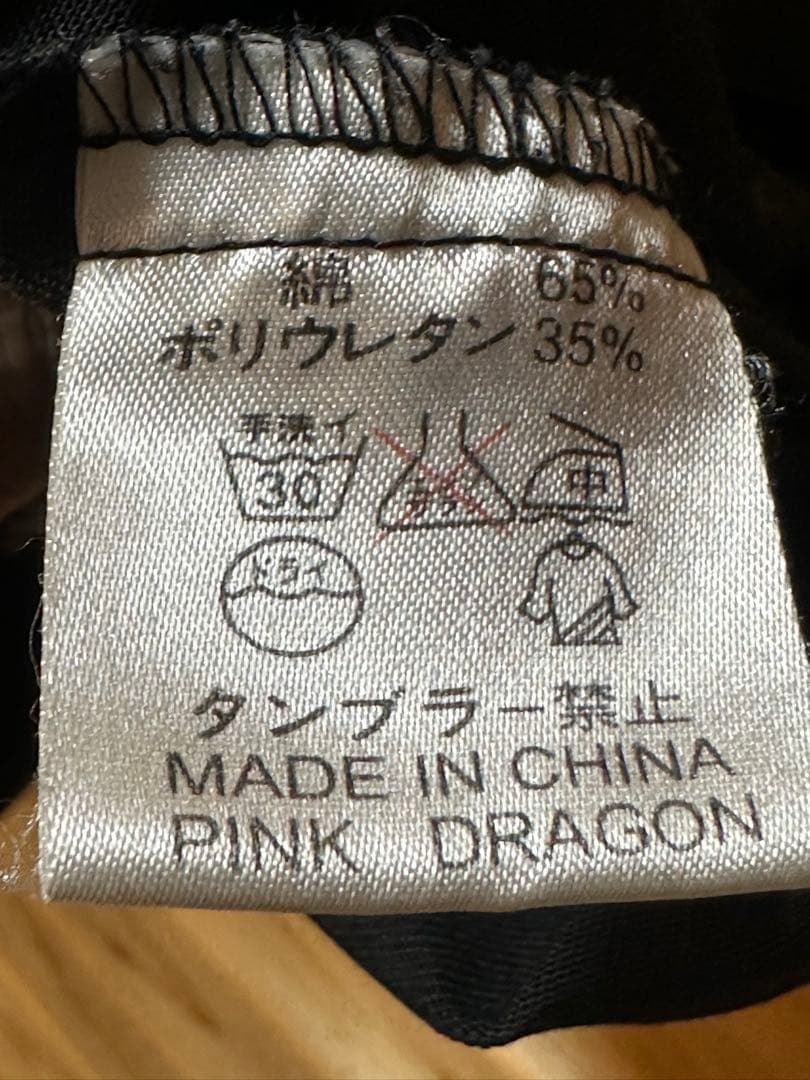 綿 65%
ポリウレタン 35%
手洗イ
30
中
ドライ
タンブラー禁止
MADE IN CHINA
PINK DRAGON